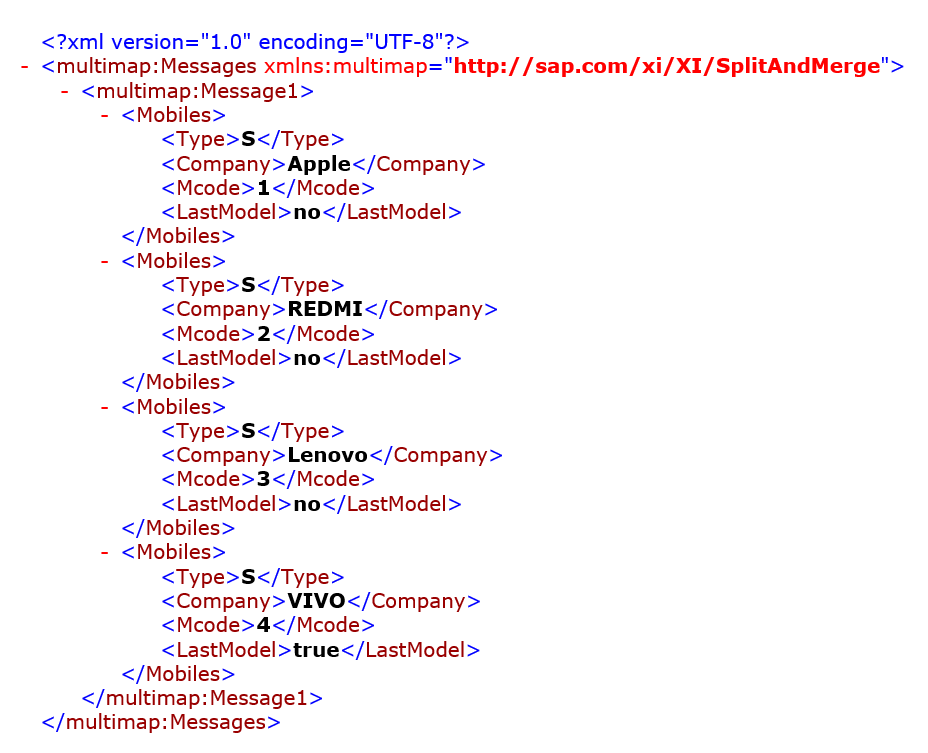 <?xml version="1.0" encoding="UTF-8"?>
- <multimap:Messages xmlns:multimap="http://sap.com/xi/XI/SplitAndMerge">
- <multimap:Message1>
- <Mobiles>
<Type>S</Type>
<Company>Apple</Company>
<Mcode>1</Mcode>
<LastModel>no</LastModel>
</Mobiles>
- <Mobiles>
<Type>S</Type>
<Company>REDMI</Company>
<Mcode>2</Mcode>
<LastModel>no</LastModel>
</Mobiles>
- <Mobiles>
<Type>S</Type>
<Company>Lenovo</Company>
<Mcode>3</Mcode>
<LastModel>no</LastModel>
</Mobiles>
- <Mobiles>
<Type>S</Type>
<Company>VIVO</Company>
<Mcode>4</Mcode>
<LastModel>true</LastModel>
</Mobiles>
</multimap:Message1>
</multimap:Messages>